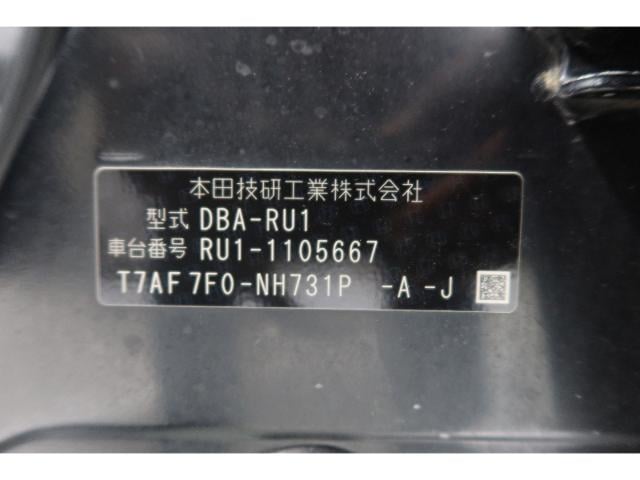 本田技研工業株式会社
型式 DBA-RU1
車台番号 RU1-1105667
T7AF 7F0-NH731P -A -J